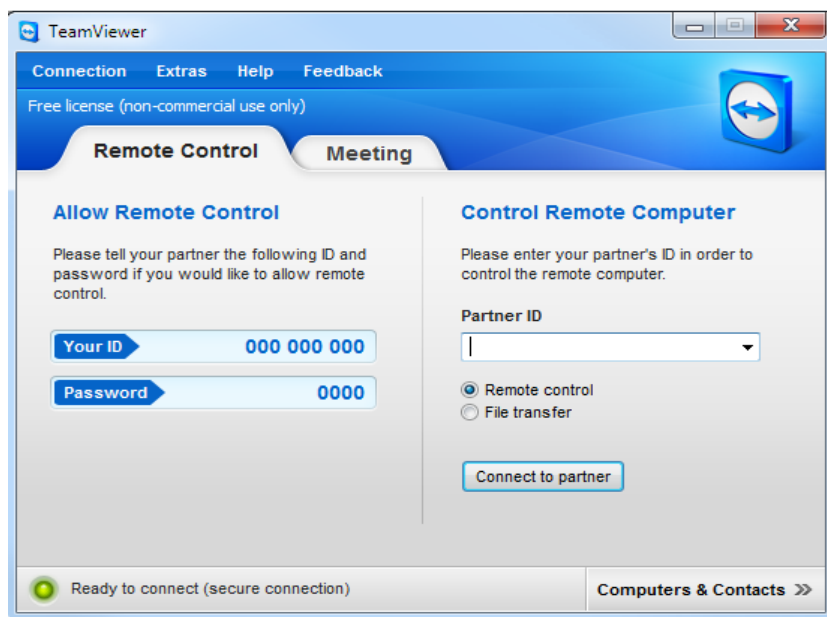 TeamViewer
Connection Extras Help Feedback
Free license (non-commercial use only)
Remote Control Meeting
Allow Remote Control
Please tell your partner the following ID and
password if you would like to allow remote
control.
Your ID 000 000 000
Password 0000
Control Remote Computer
Please enter your partner's ID in order to
control the remote computer.
Partner ID
Remote control
File transfer
Connect to partner
Ready to connect (secure connection)
Computers & Contacts >>